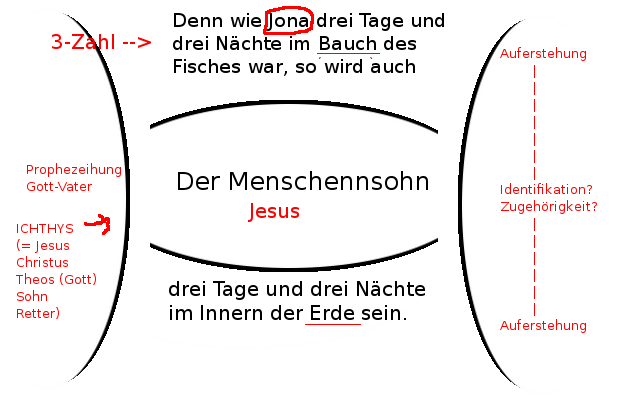 Denn wie Jona drei Tage und
3-Zahl --> drei Nächte im Bauch des
Fisches war, so wird auch
Auferstehung
Prophezeihung
Gott-Vater
Der Menschennsohn
Jesus
Identifikation?
Zugehörigkeit?
ICHTHYS
(= Jesus
Christus
Theos (Gott)
Sohn
Retter)
drei Tage und drei Nächte
im Innern der Erde sein.
Auferstehung